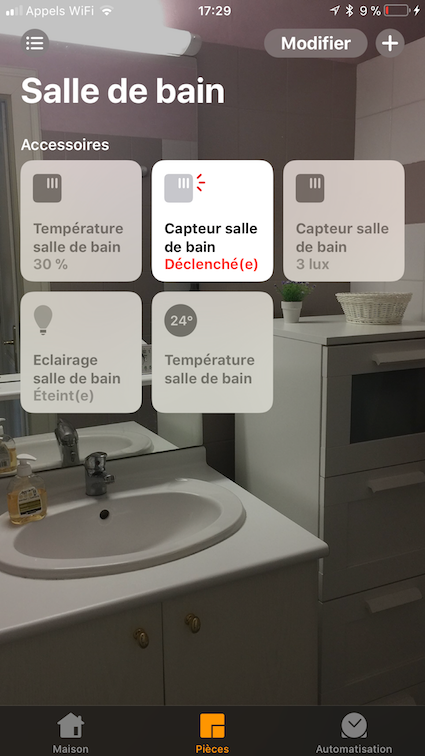 Appels WiFi 17:29 9 %
Modifier
Salle de bain
Accessoires
Température
salle de bain
30 %
Capteur salle
de bain
Déclenché(e)
Capteur salle
de bain
3 lux
Eclairage
salle de bain
Éteint(e)
24°
Température
salle de bain
Maison
Pièces
Automatisation